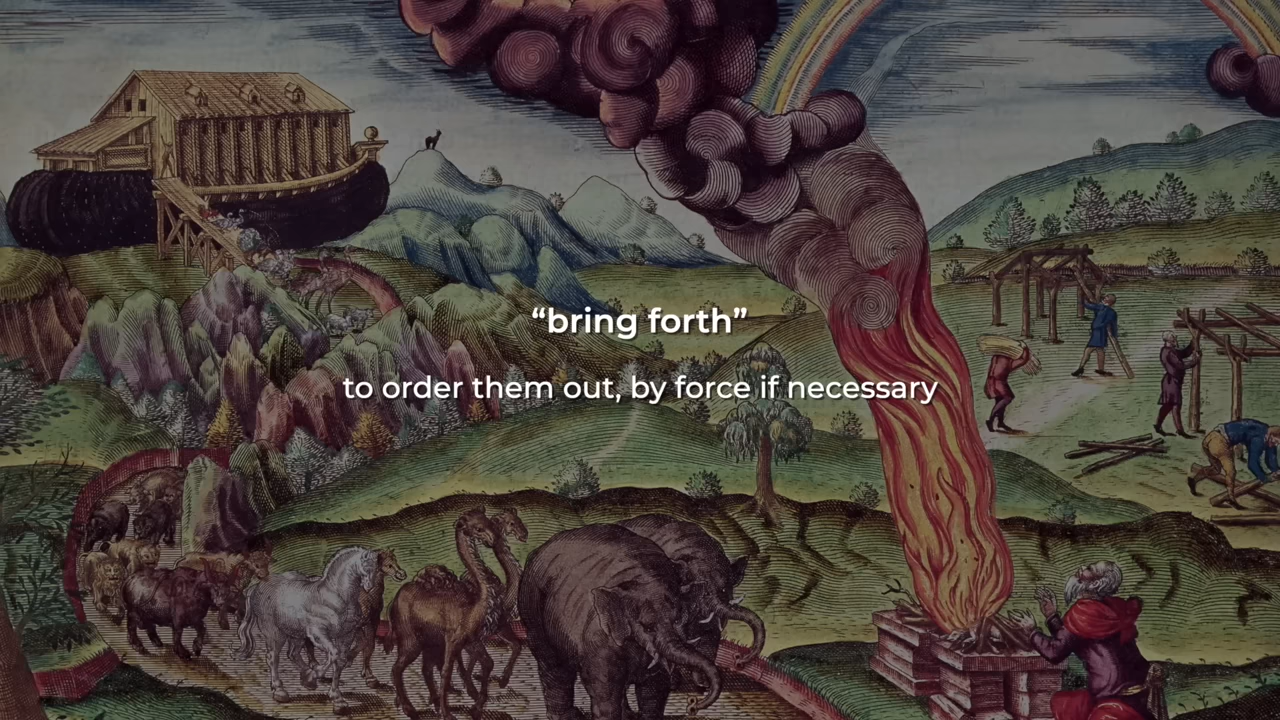 “bring forth”
to order them out, by force if necessary